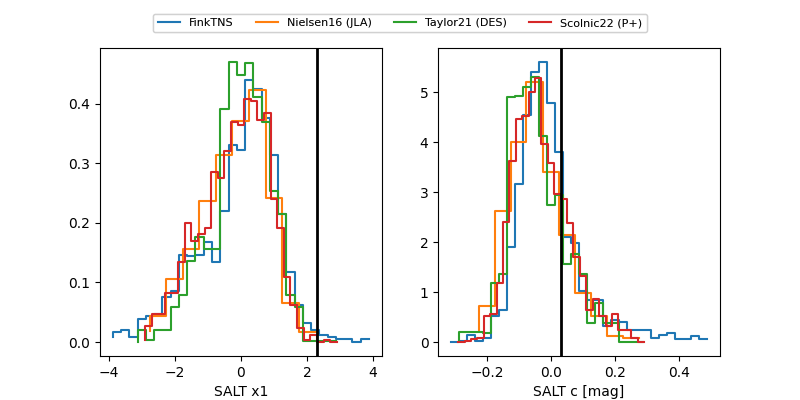 FinkTNS Nielsen16 (JLA) Taylor21 (DES) Scolnic22 (P+)
0.4
0.3
0.2
0.1
0.0
−4 −2 0 2 4
SALT x1
5
4
3
2
1
0
−0.2 0.0 0.2 0.4
SALT c [mag]